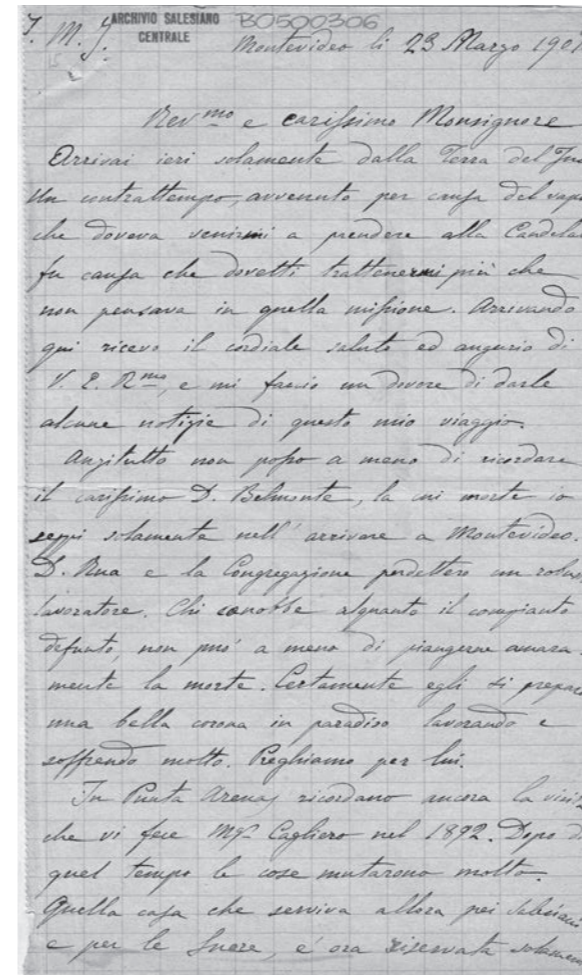 J. M. J.
ARCHIVIO SALESIANO
CENTRALE
B0500306
Montevideo li 23 Marzo 190
Rev.mo e carissimo Monsignore
Arrivai ieri solamente dalla Terra del Fuo
Un contrattempo, avvenuto per causa del vapo
che doveva venirmi a prendere alla Candela
fu causa che dovetti trattenermi più che
non pensava in quella missione. Arrivando
qui ricevo il cordiale saluto ed augurio di
V. E. R.ma, e mi faccio un dovere di darle
alcune notizie di questo mio viaggio.
Anzitutto non posso a meno di ricordare
il carissimo D. Belmonte, la cui morte io
seppi solamente nell' arrivare a Montevideo.
D. Rua e la Congregazione perdettero un robus
lavoratore. Chi conobbe alquanto il compianto
defunto, non può a meno di piangerne amara
mente la morte. Certamente egli si preparò
una bella corona in paradiso lavorando e
soffrendo molto. Preghiamo per lui.
In Punta Arenas ricordano ancora la visit
che vi fece Mgr Cagliero nel 1892. Dopo d
quel tempo le cose mutarono molto.
Quella casa che serviva allora pei Salesiani
e per le Suore, e' ora riservata solamen